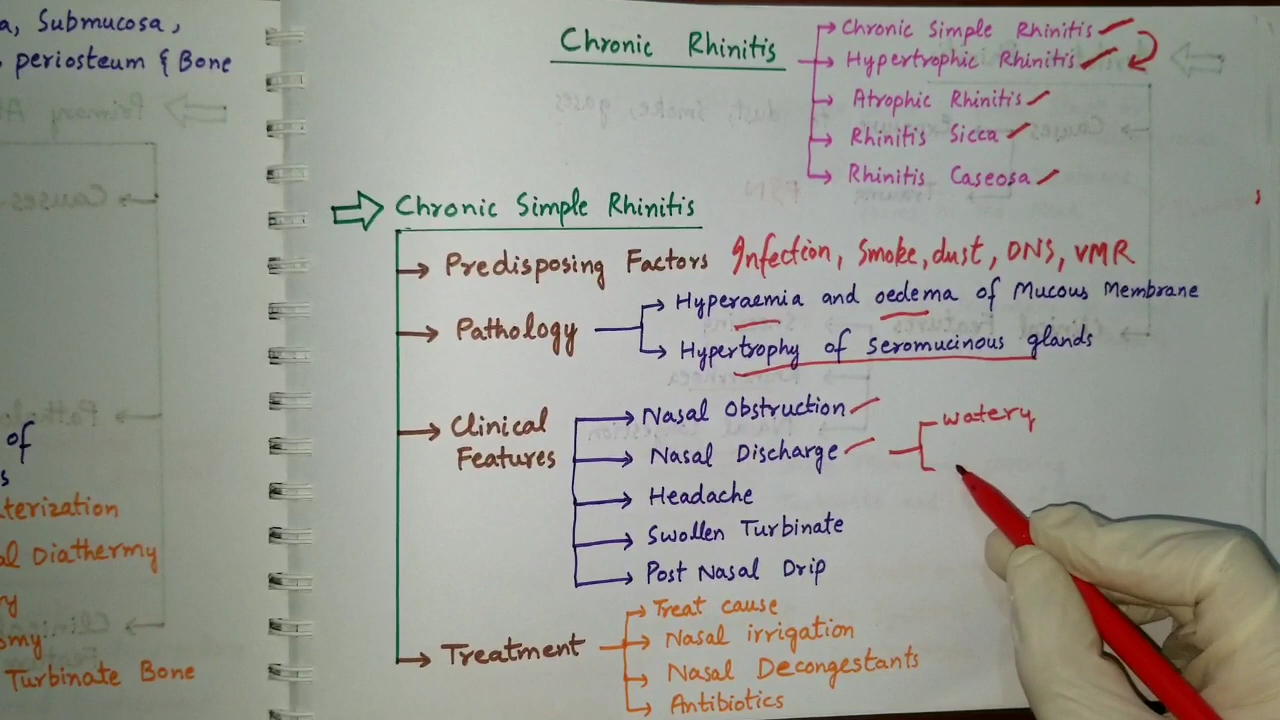 a, Submucosa,
periosteum & Bone
of
s
terization
al Diathermy
ry
omy
Turbinate Bone
Chronic Rhinitis
Chronic Simple Rhinitis
Hypertrophic Rhinitis
Atrophic Rhinitis
Rhinitis Sicca
Rhinitis Caseosa
Chronic Simple Rhinitis
Predisposing Factors Infection, Smoke, dust, DNS, VMR
Pathology
Hyperaemia and oedema of Mucous Membrane
Hypertrophy of Seromucinous glands
Clinical
Features
Nasal Obstruction
Nasal Discharge
watery
Headache
Swollen Turbinate
Post Nasal Drip
Treatment
Treat cause
Nasal irrigation
Nasal Decongestants
Antibiotics